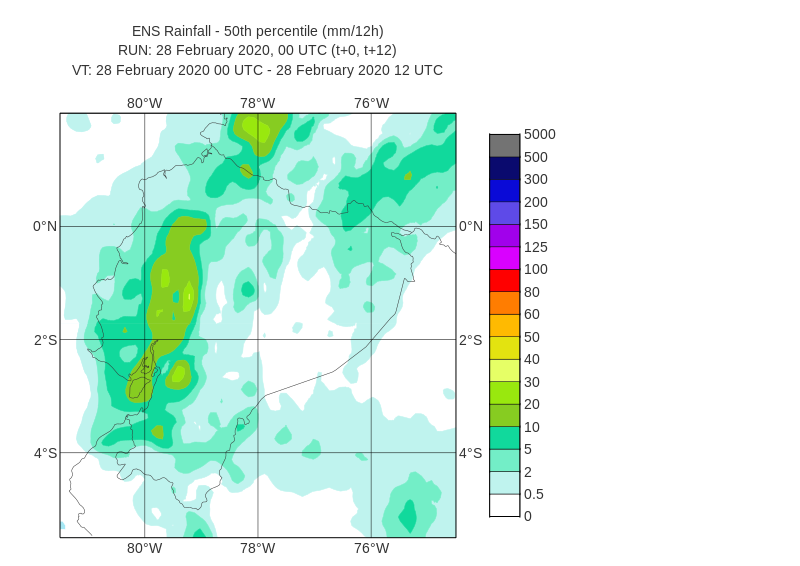 ENS Rainfall - 50th percentile (mm/12h)
RUN: 28 February 2020, 00 UTC (t+0, t+12)
VT: 28 February 2020 00 UTC - 28 February 2020 12 UTC
80°W 78°W 76°W
0°N 0°N
2°S 2°S
4°S 4°S
80°W 78°W 76°W
5000
500
300
200
150
125
100
80
60
50
40
30
20
10
5
2
0.5
0